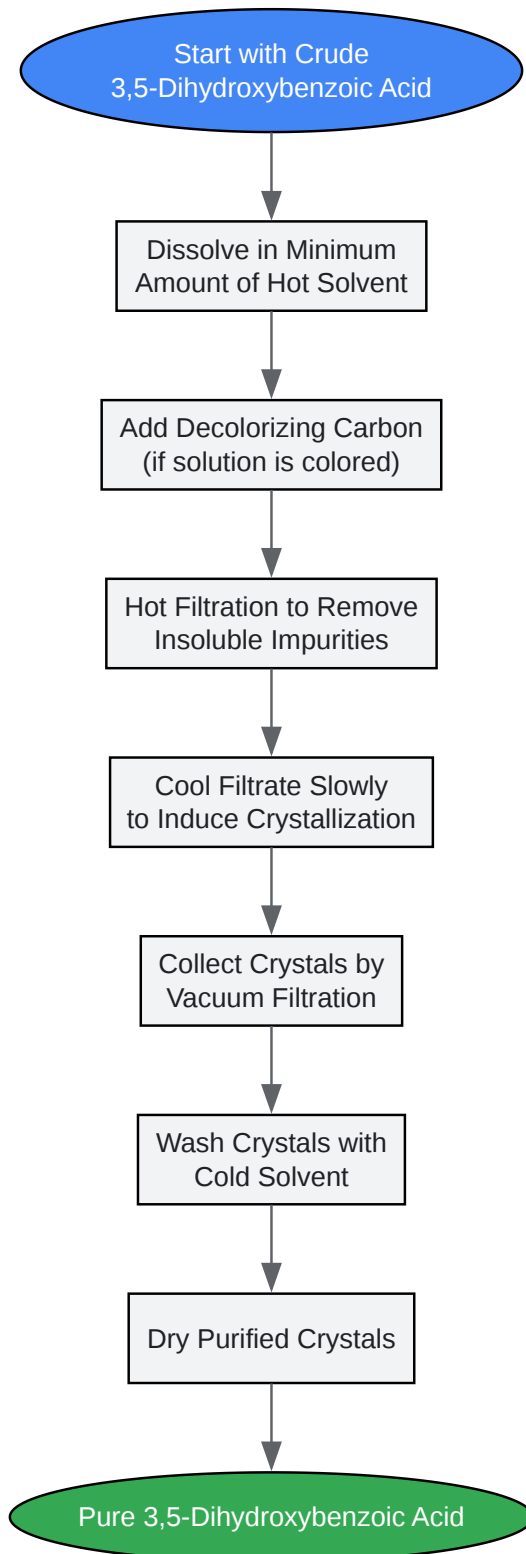 Start with Crude
3,5-Dihydroxybenzoic Acid
Dissolve in Minimum
Amount of Hot Solvent
Add Decolorizing Carbon
(if solution is colored)
Hot Filtration to Remove
Insoluble Impurities
Cool Filtrate Slowly
to Induce Crystallization
Collect Crystals by
Vacuum Filtration
Wash Crystals with
Cold Solvent
Dry Purified Crystals
Pure 3,5-Dihydroxybenzoic Acid